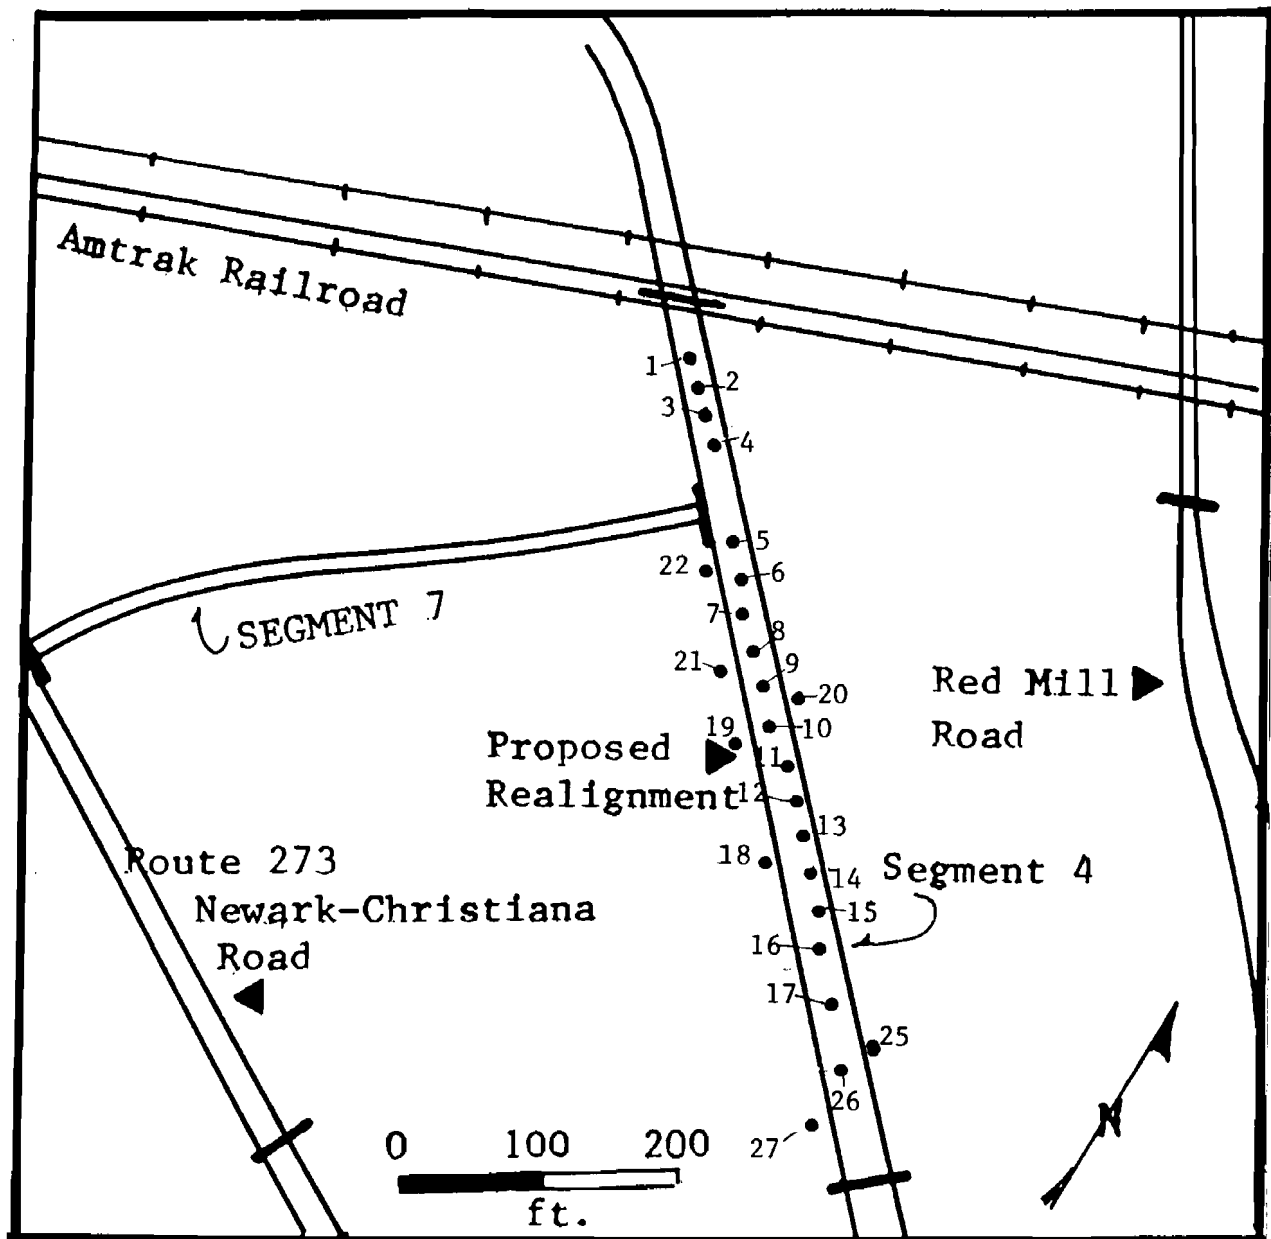 Amtrak Railroad
1
2
3
4
5
22
6
7
8
SEGMENT 7
21
9
20
Red Mill
Road
19
10
Proposed
Realignment
11
12
13
18
14
Segment 4
Route 273
Newark-Christiana
Road
15
16
17
25
26
27
N
0 100 200
ft.